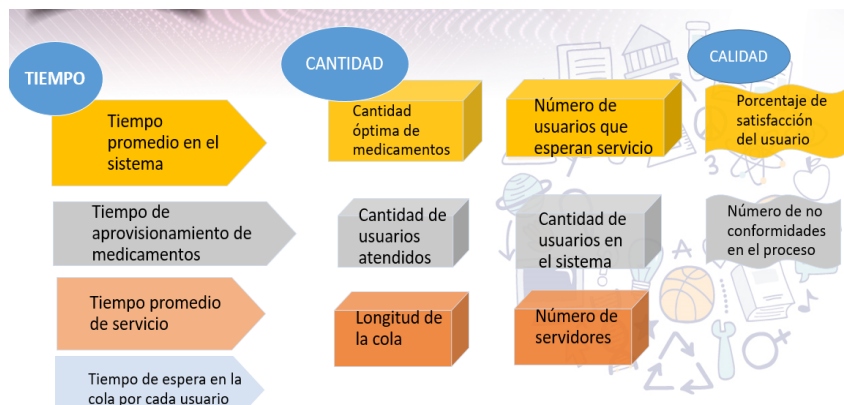 TIEMPO
Tiempo
promedio en el
sistema
Tiempo de
aprovisionamiento de
medicamentos
Tiempo promedio
de servicio
Tiempo de espera en la
cola por cada usuario
CANTIDAD
Cantidad
óptima de
medicamentos
Número de
usuarios que
esperan servicio
Cantidad de
usuarios
atendidos
Cantidad de
usuarios en
el sistema
Longitud de
la cola
Número de
servidores
CALIDAD
Porcentaje de
satisfacción
del usuario
Número de no
conformidades
en el proceso